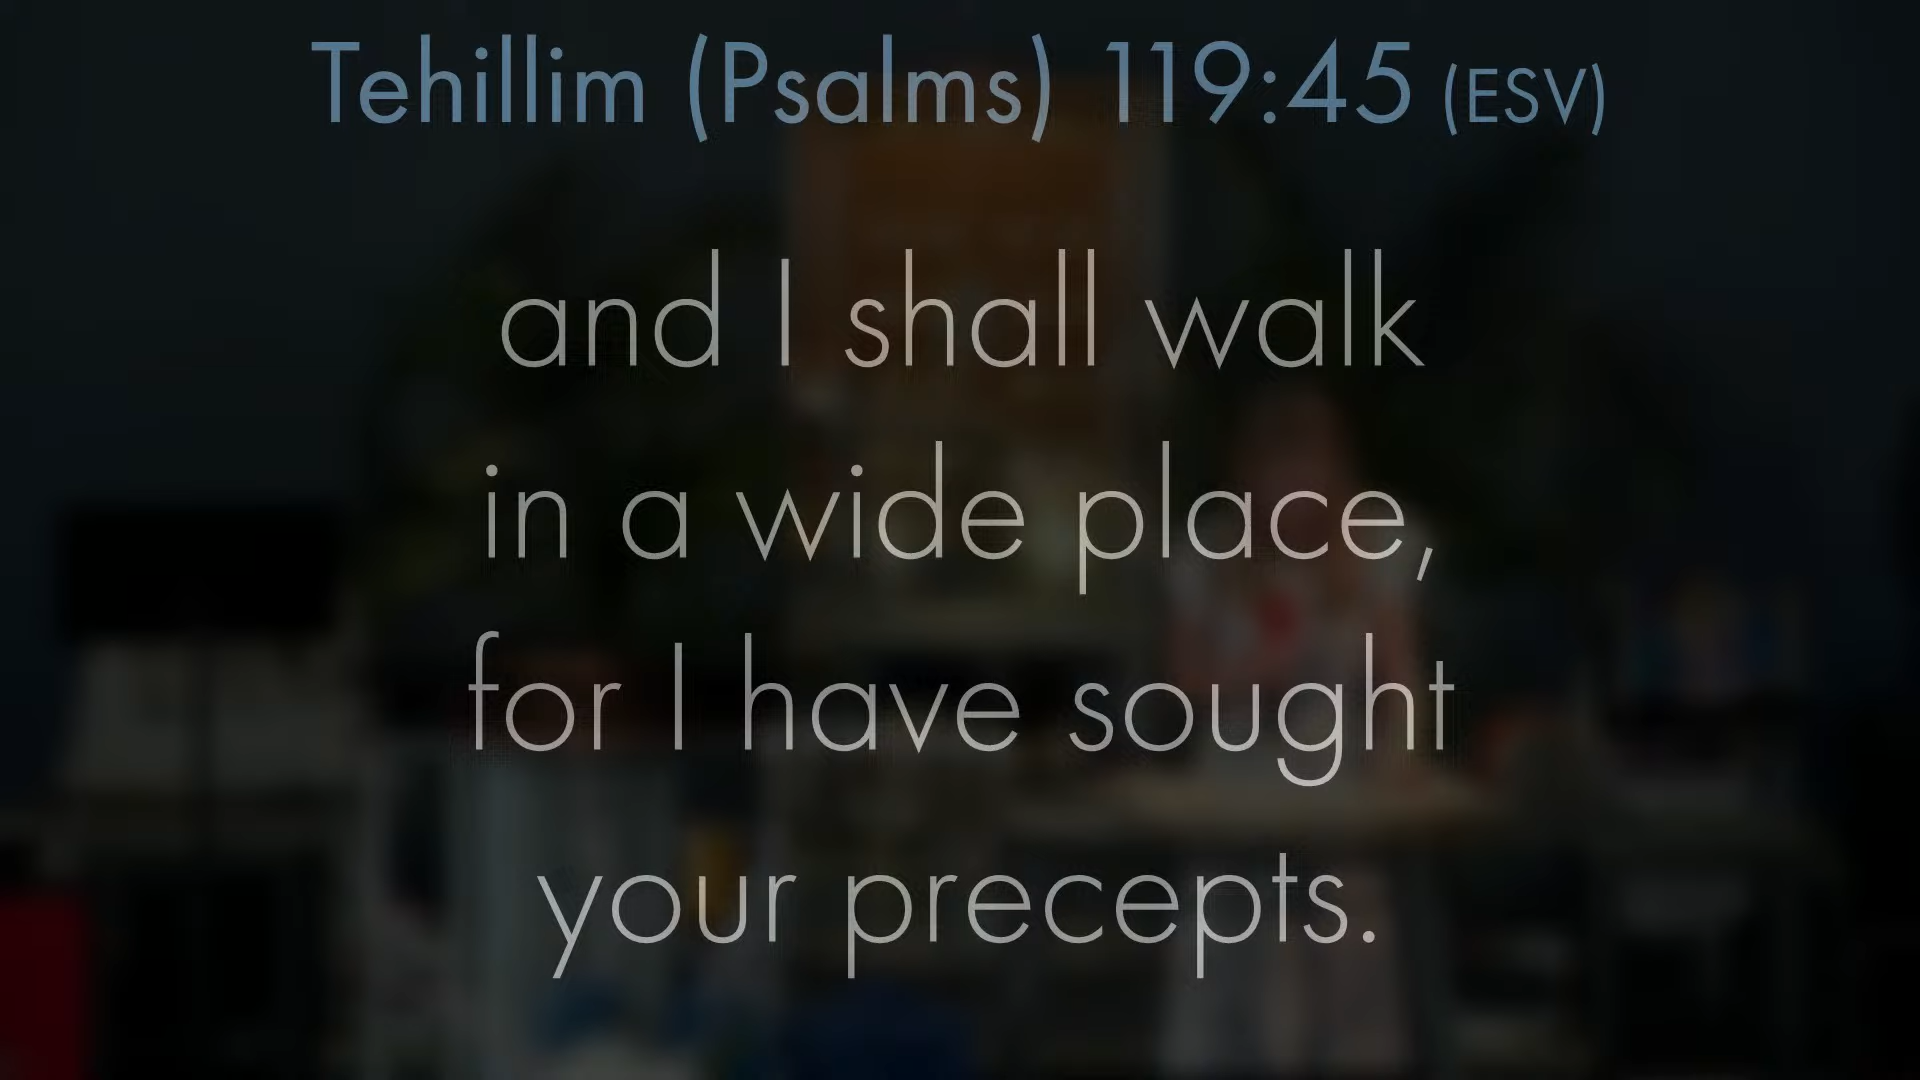 Tehillim (Psalms) 119:45 (ESV)
and I shall walk
in a wide place,
for I have sought
your precepts.